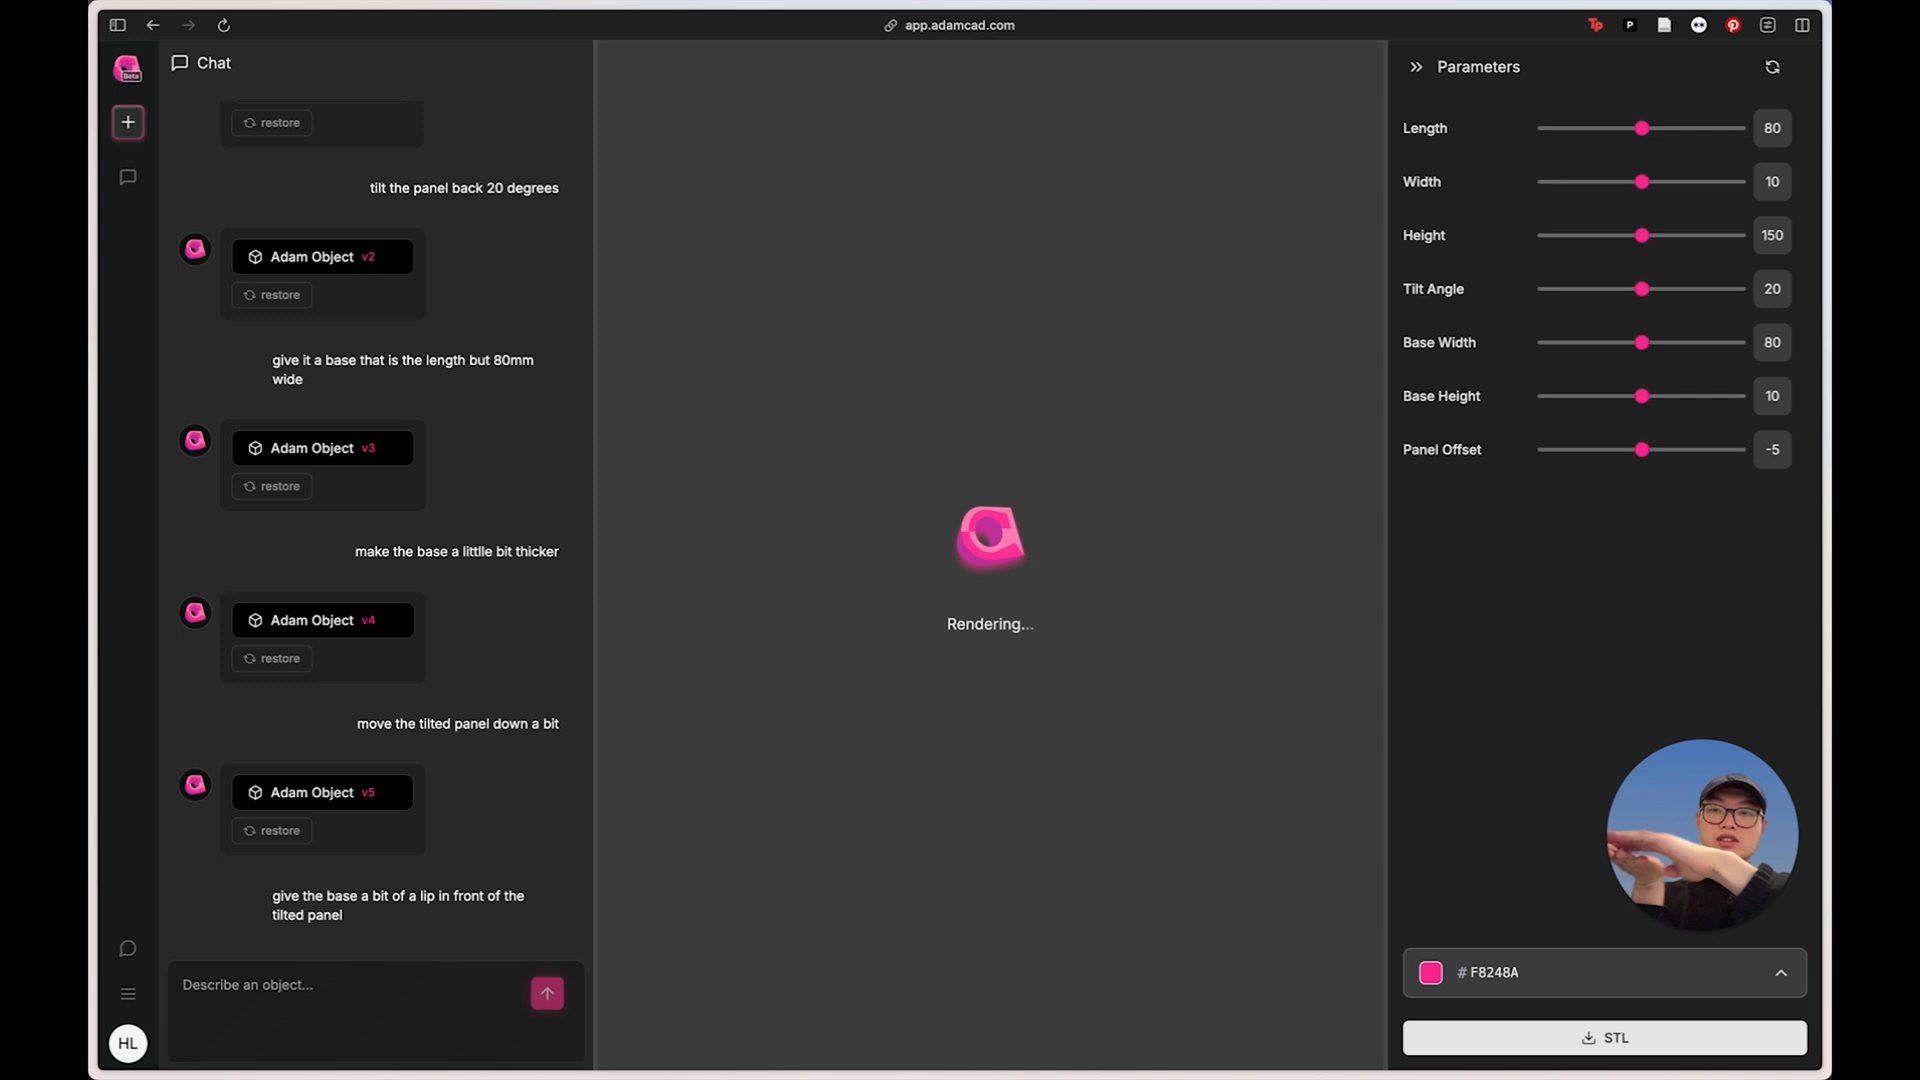 app.adamcad.com
Tp
P
Beta
Chat
restore
tilt the panel back 20 degrees
Adam Object v2
restore
give it a base that is the length but 80mm
wide
Adam Object v3
restore
make the base a littlle bit thicker
Adam Object v4
restore
move the tilted panel down a bit
Adam Object v5
restore
give the base a bit of a lip in front of the
tilted panel
Describe an object...
HL
Rendering...
Parameters
Length 80
Width 10
Height 150
Tilt Angle 20
Base Width 80
Base Height 10
Panel Offset -5
# F8248A
STL